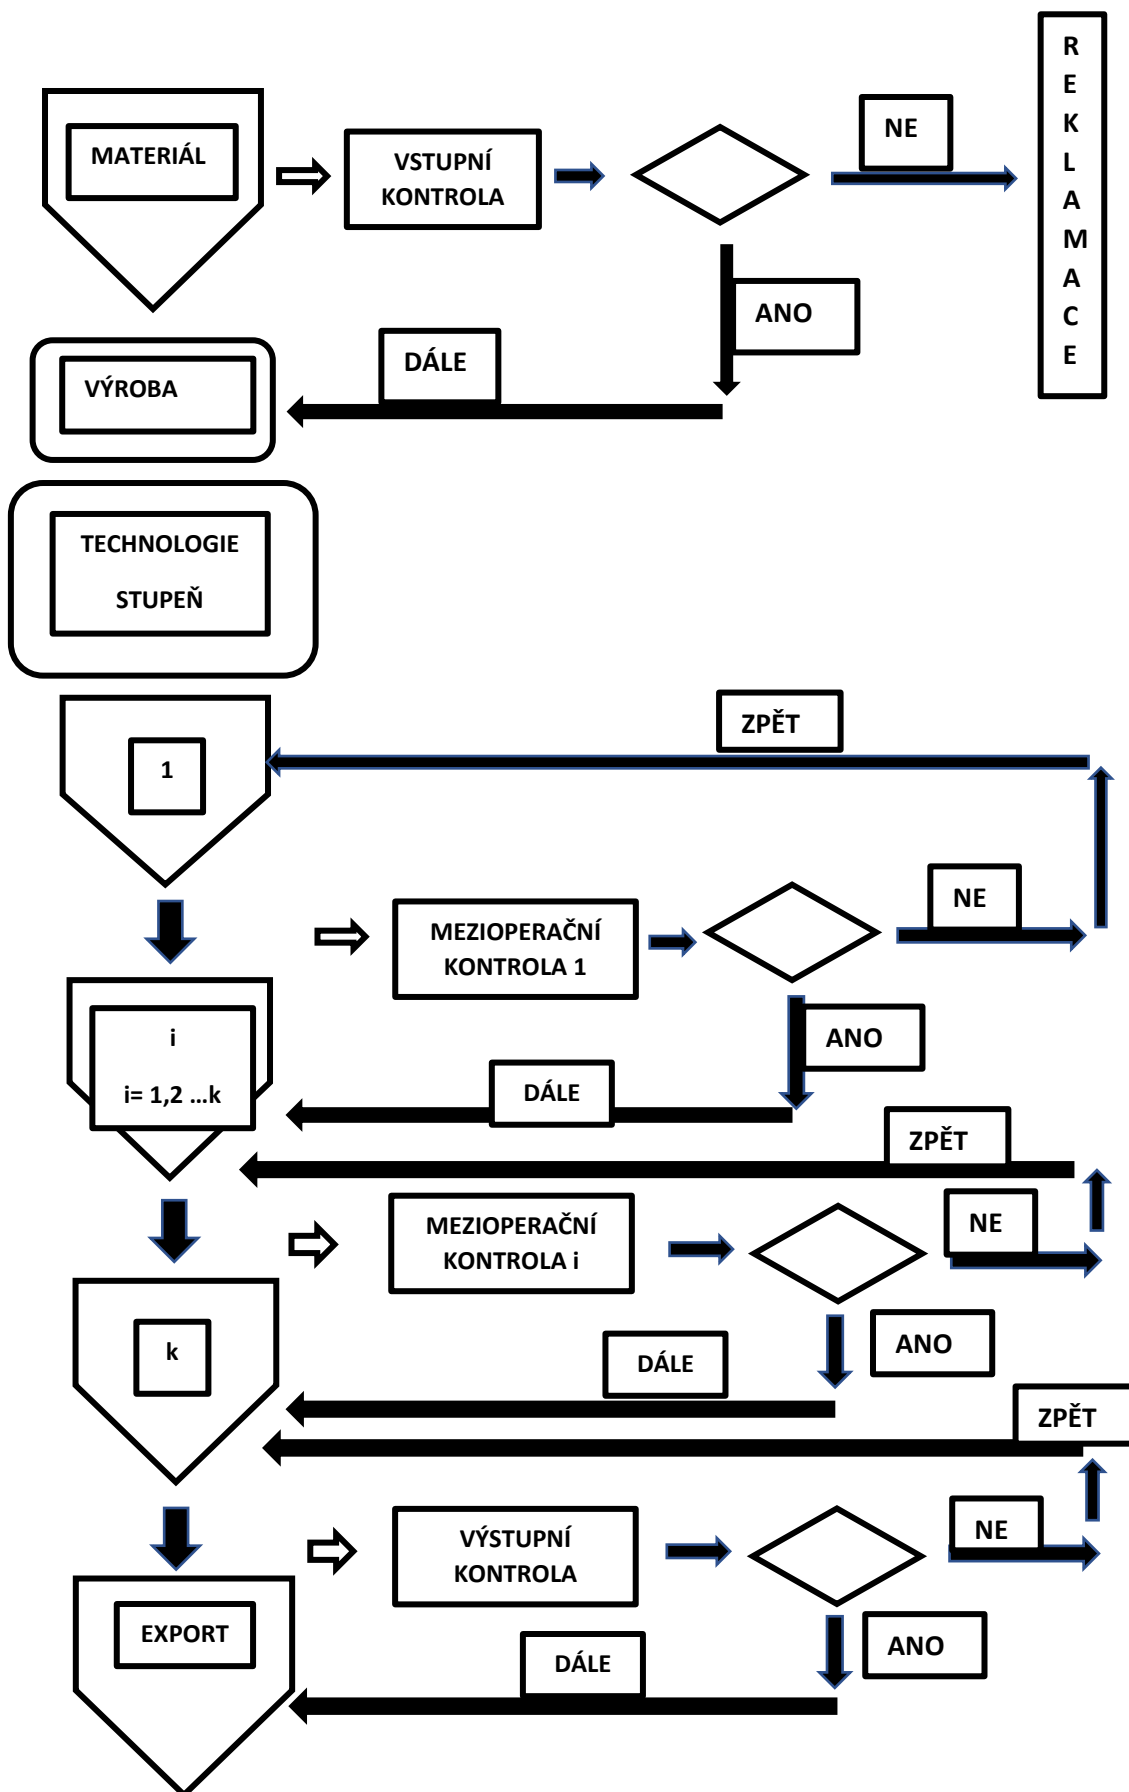 R
E
K
L
A
M
A
C
E
NE
MATERIÁL
VSTUPNÍ
KONTROLA
ANO
DÁLE
VÝROBA
TECHNOLOGIE
STUPEŇ
ZPĚT
1
NE
MEZIOPERAČNÍ
KONTROLA 1
ANO
i
i= 1,2 ...k
DÁLE
ZPĚT
NE
MEZIOPERAČNÍ
KONTROLA i
ANO
k
DÁLE
ZPĚT
NE
VÝSTUPNÍ
KONTROLA
ANO
EXPORT
DÁLE